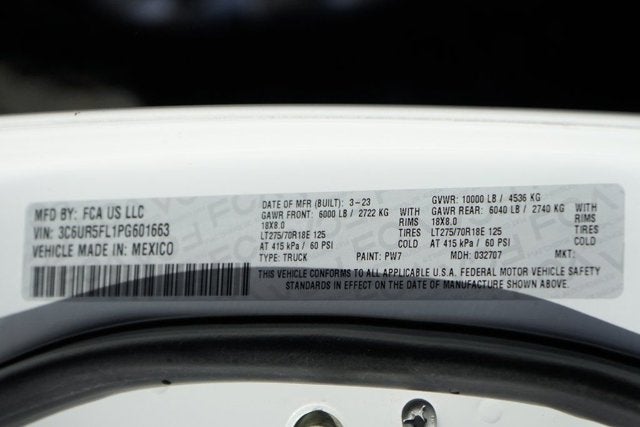 MFD BY: FCA US LLC
VIN: 3C6UR5FL1PG601663
VEHICLE MADE IN: MEXICO
DATE OF MFR (BUILT): 3-23
GAWR FRONT: 6000 LB / 2722 KG WITH
18X8.0 RIMS
LT275/70R18E 125 TIRES
AT 415 kPa / 60 PSI COLD
TYPE: TRUCK PAINT: PW7
GVWR: 10000 LB / 4536 KG
GAWR REAR: 6040 LB / 2740 KG WITH
18X8.0 RIMS
LT275/70R18E 125 TIRES
AT 415 kPa / 60 PSI COLD
MDH: 032707 MKT:
THIS VEHICLE CONFORMS TO ALL APPLICABLE U.S.A. FEDERAL MOTOR VEHICLE SAFETY
STANDARDS IN EFFECT ON THE DATE OF MANUFACTURE SHOWN ABOVE.